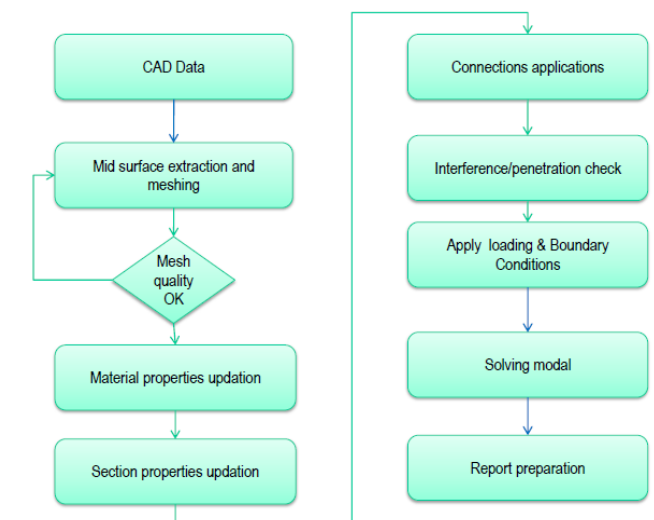 CAD Data
Mid surface extraction and
meshing
Mesh
quality
OK
Material properties updation
Section properties updation
Connections applications
Interference/penetration check
Apply loading & Boundary
Conditions
Solving modal
Report preparation